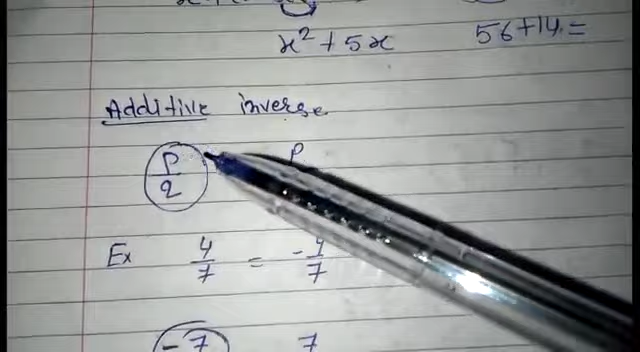 x² + 5x 56+14=
Additive inverse
p/q p
Ex 4/7 = -4/7
-7 7